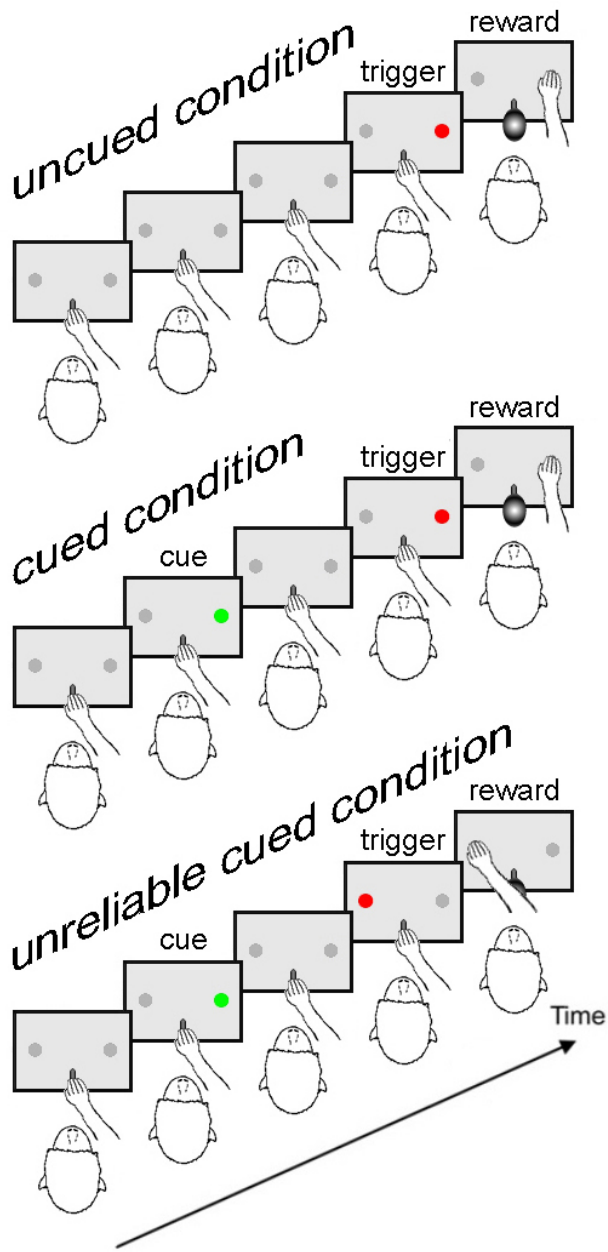 uncued condition
trigger
reward
cued condition
cue
trigger
reward
unreliable cued condition
cue
trigger
reward
Time